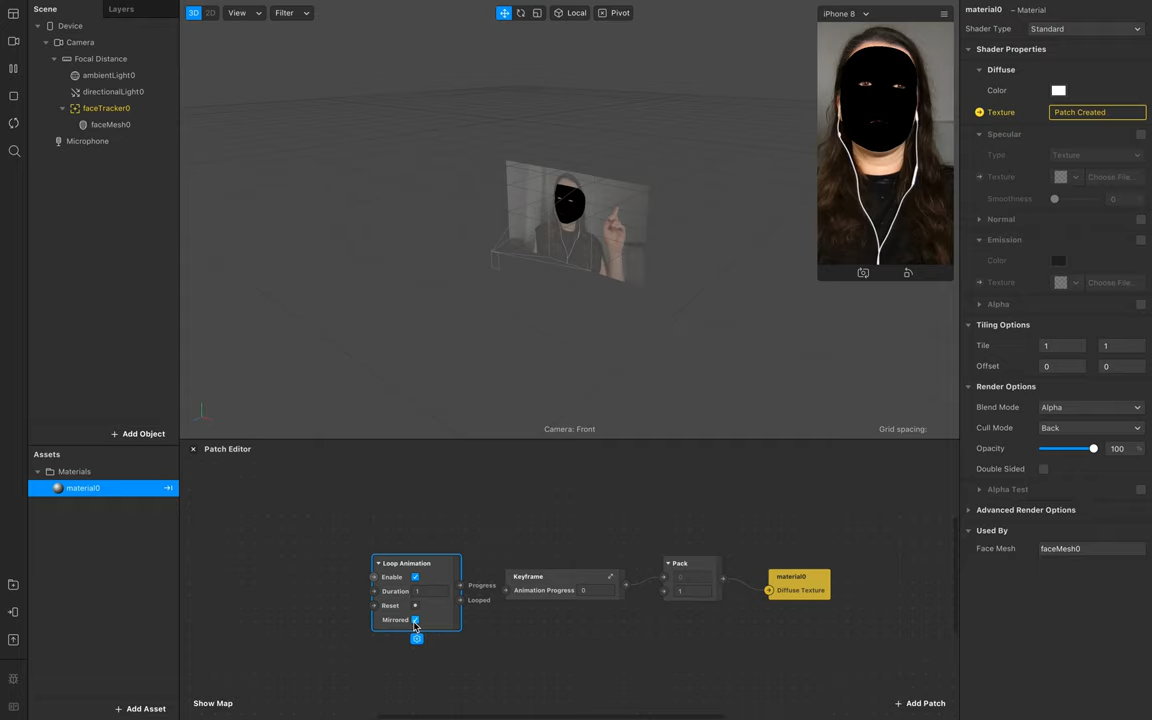 Scene
Layers
Device
Camera
Focal Distance
ambientLight0
directionalLight0
faceTracker0
faceMesh0
Microphone
Add Object
Assets
Materials
material0
Add Asset
3D 2D View Filter
Local Pivot
iPhone 8
Camera: Front
Grid spacing:
Patch Editor
Loop Animation
Enable
Duration 1
Reset
Mirrored
Progress
Looped
Keyframe
Animation Progress 0
Pack
0
1
material0
Diffuse Texture
Show Map
Add Patch
material0 – Material
Shader Type Standard
Shader Properties
Diffuse
Color
Texture Patch Created
Specular
Type Texture
Texture Choose File...
Smoothness 0
Normal
Emission
Color
Texture Choose File...
Alpha
Tiling Options
Tile 1 1
Offset 0 0
Render Options
Blend Mode Alpha
Cull Mode Back
Opacity 100 %
Double Sided
Alpha Test
Advanced Render Options
Used By
Face Mesh faceMesh0